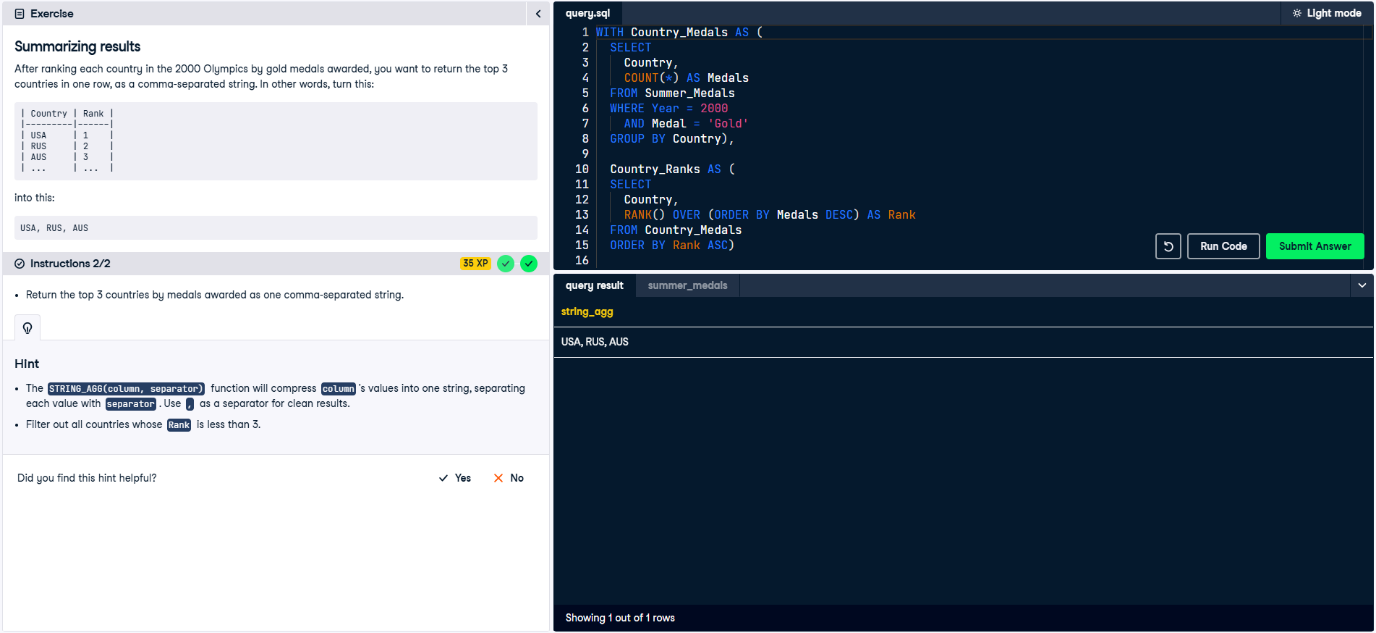 Exercise
Summarizing results
After ranking each country in the 2000 Olympics by gold medals awarded, you want to return the top 3
countries in one row, as a comma-separated string. In other words, turn this:
| Country | Rank |
|---------|------|
| USA | 1 |
| RUS | 2 |
| AUS | 3 |
| ... | ... |
into this:
USA, RUS, AUS
Instructions 2/2
35 XP
• Return the top 3 countries by medals awarded as one comma-separated string.
Hint
• The STRING_AGG(column, separator) function will compress column 's values into one string, separating
each value with separator . Use , as a separator for clean results.
• Filter out all countries whose Rank is less than 3.
Did you find this hint helpful?
Yes
No
query.sql
Light mode
1 WITH Country_Medals AS (
2 SELECT
3 Country,
4 COUNT(*) AS Medals
5 FROM Summer_Medals
6 WHERE Year = 2000
7 AND Medal = 'Gold'
8 GROUP BY Country),
9
10 Country_Ranks AS (
11 SELECT
12 Country,
13 RANK() OVER (ORDER BY Medals DESC) AS Rank
14 FROM Country_Medals
15 ORDER BY Rank ASC)
16
Run Code
Submit Answer
query result
summer_medals
string_agg
USA, RUS, AUS
Showing 1 out of 1 rows